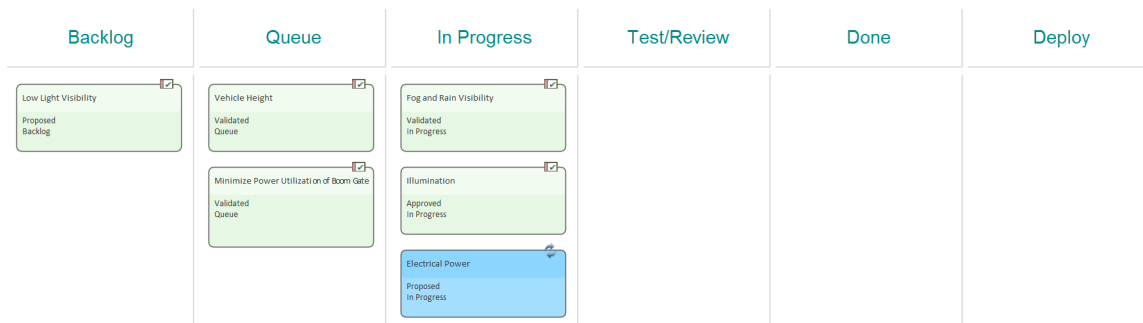 Backlog
Queue
In Progress
Test/Review
Done
Deploy
Low Light Visibility
Proposed
Backlog
Vehicle Height
Validated
Queue
Minimize Power Utilization of Boom Gate
Validated
Queue
Fog and Rain Visibility
Validated
In Progress
Illumination
Approved
In Progress
Electrical Power
Proposed
In Progress